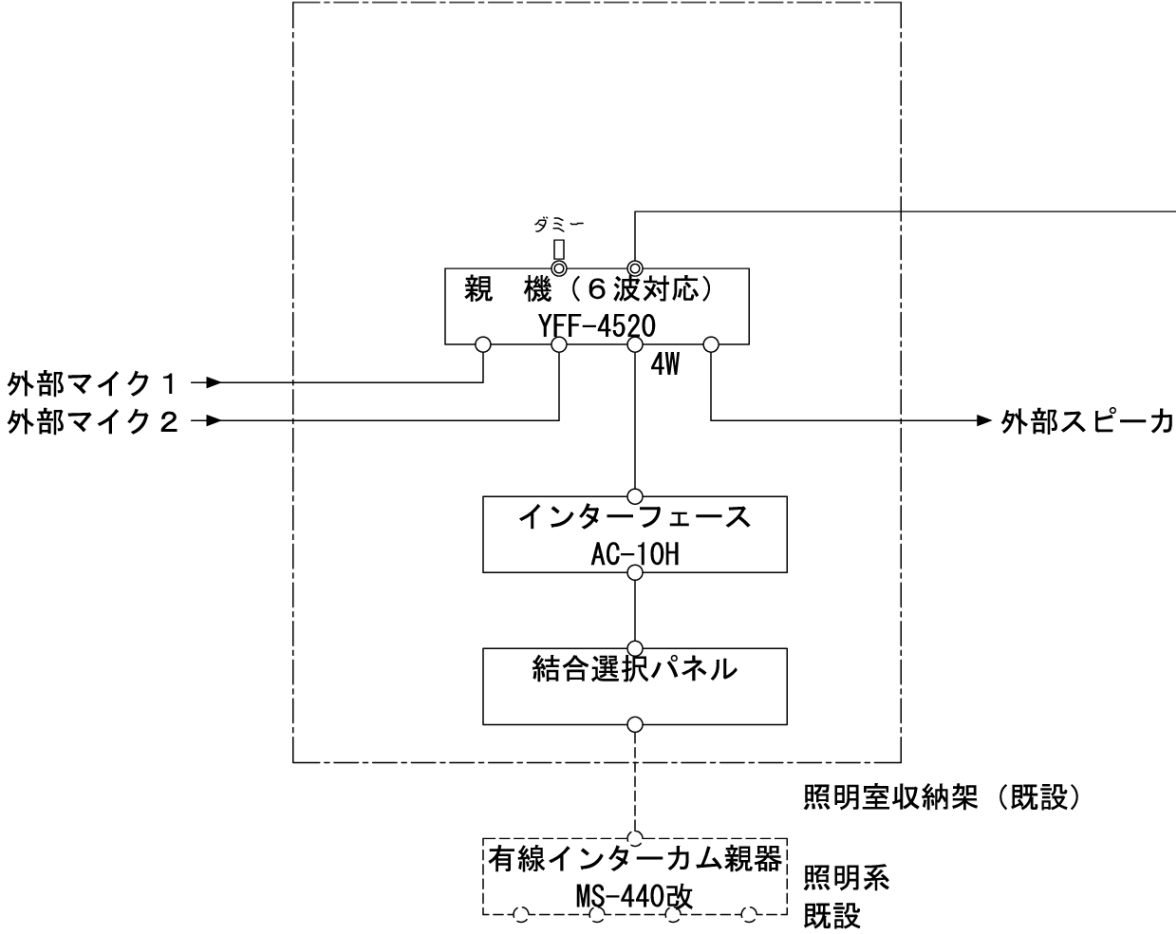 ダミー
親　機（６波対応）
YFF-4520
4W
外部マイク１
外部マイク２
外部スピーカ
インターフェース
AC-10H
結合選択パネル
照明室収納架（既設）
有線インターカム親器
MS-440改
照明系
既設